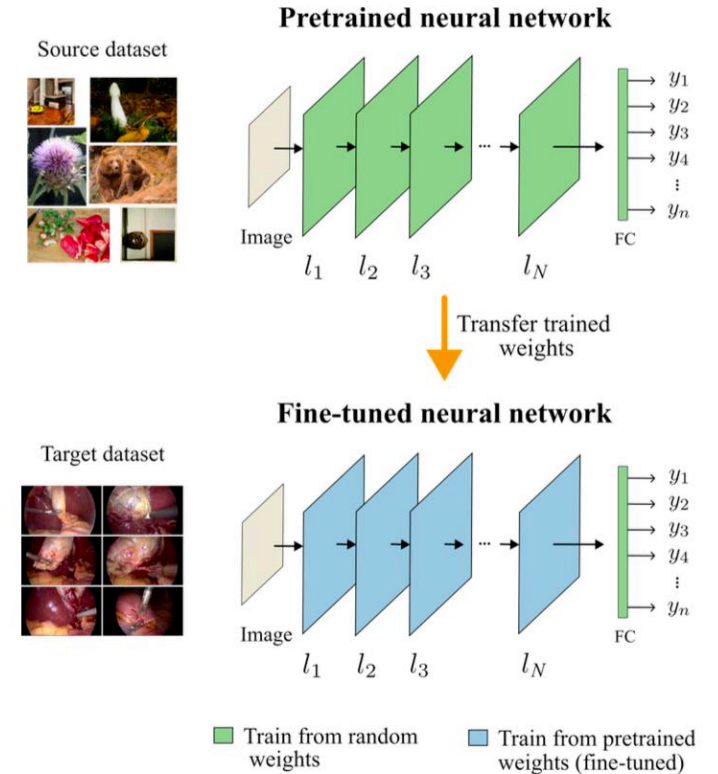 Pretrained neural network
Source dataset
Image
l₁
l₂
l₃
...
l_N
FC
y₁
y₂
y₃
y₄
⋮
yₙ
Transfer trained
weights
Fine-tuned neural network
Target dataset
Image
l₁
l₂
l₃
...
l_N
FC
y₁
y₂
y₃
y₄
⋮
yₙ
Train from random
weights
Train from pretrained
weights (fine-tuned)